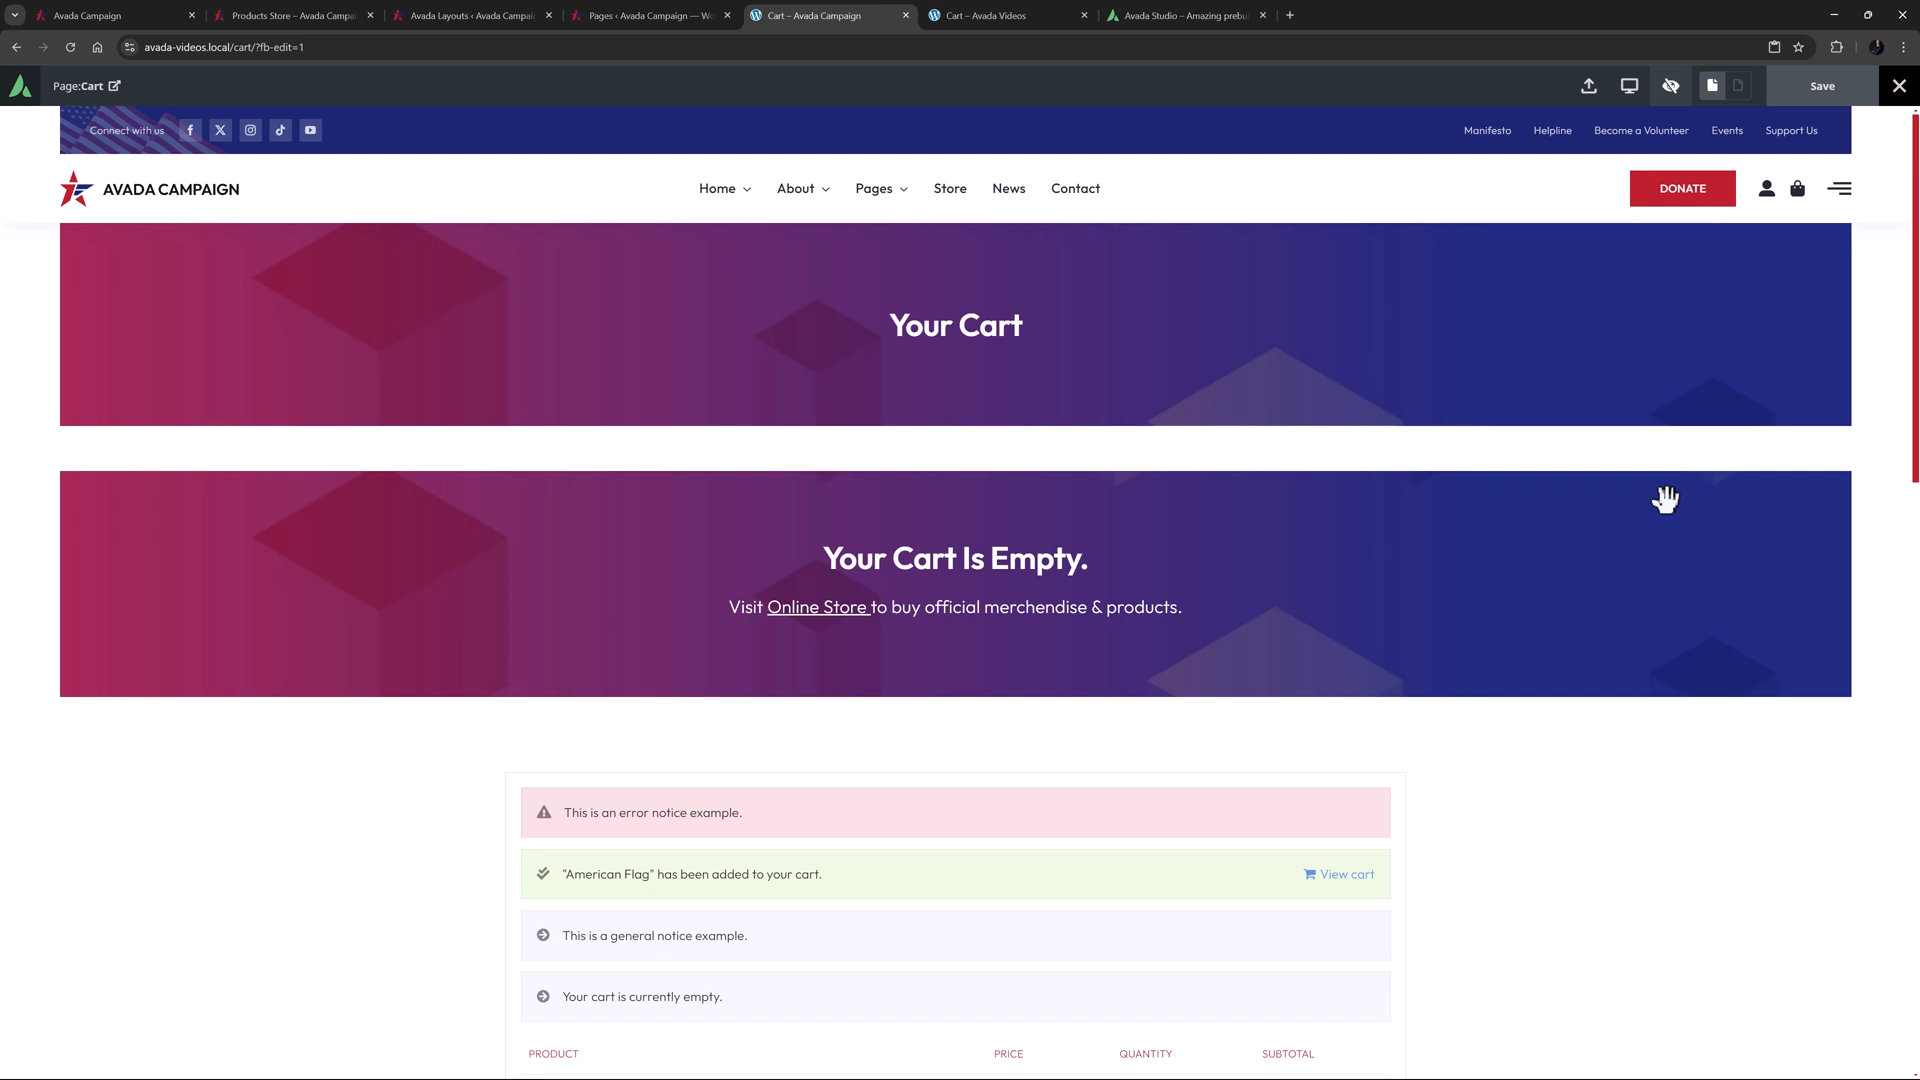 Avada Campaign
Products Store – Avada Campai
Avada Layouts ‹ Avada Campaig
Pages ‹ Avada Campaign — Wo
Cart – Avada Campaign
Cart – Avada Videos
Avada Studio – Amazing prebui
avada-videos.local/cart/?fb-edit=1
Page:Cart
Save
Connect with us
Manifesto
Helpline
Become a Volunteer
Events
Support Us
AVADA CAMPAIGN
Home
About
Pages
Store
News
Contact
DONATE
Your Cart
Your Cart Is Empty.
Visit Online Store to buy official merchendise & products.
This is an error notice example.
"American Flag" has been added to your cart.
View cart
This is a general notice example.
Your cart is currently empty.
PRODUCT
PRICE
QUANTITY
SUBTOTAL